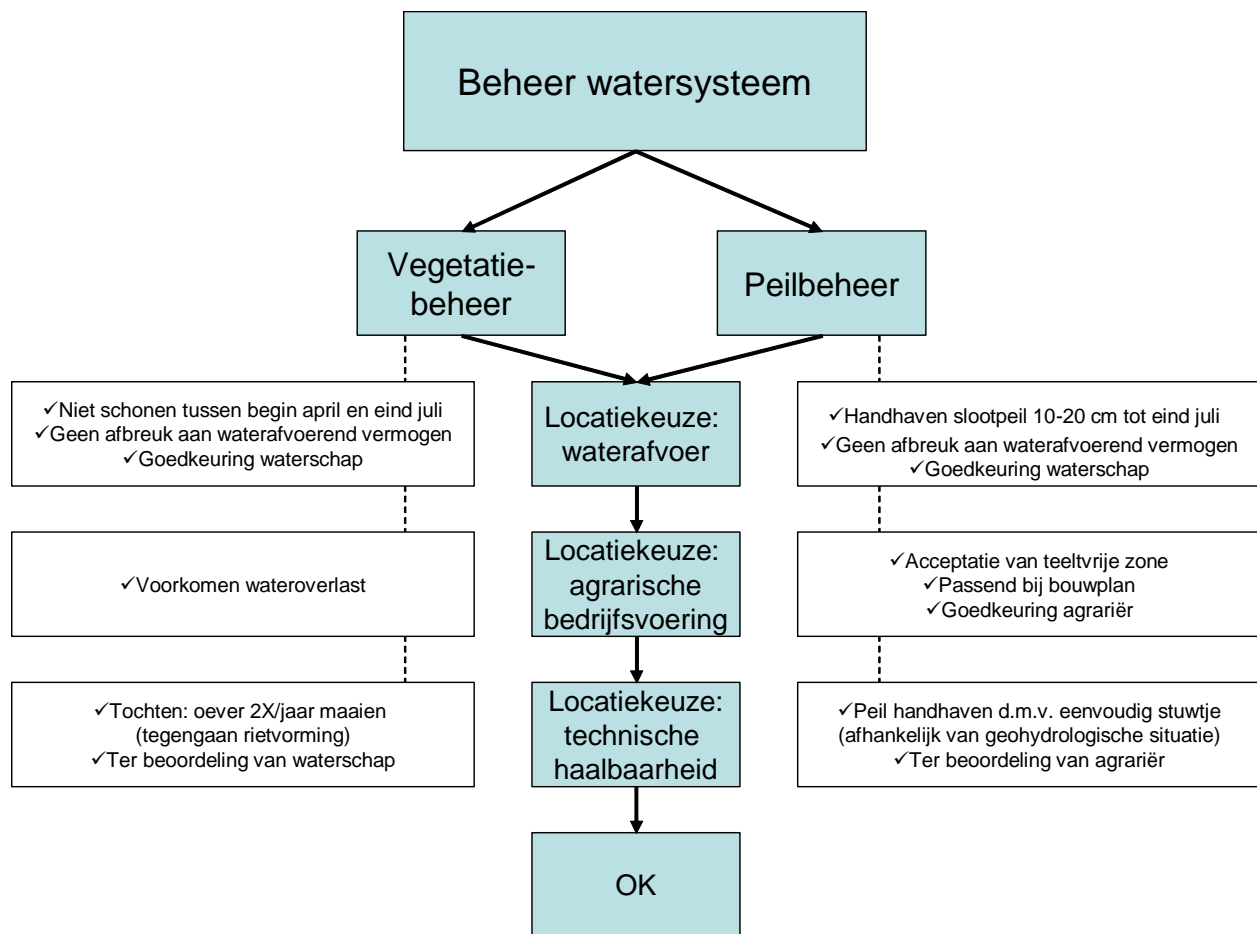 Beheer watersysteem
Vegetatie-
beheer
Peilbeheer
✓Niet schonen tussen begin april en eind juli
✓Geen afbreuk aan waterafvoerend vermogen
✓Goedkeuring waterschap
Locatiekeuze:
waterafvoer
✓Handhaven slootpeil 10-20 cm tot eind juli
✓Geen afbreuk aan waterafvoerend vermogen
✓Goedkeuring waterschap
✓Voorkomen wateroverlast
Locatiekeuze:
agrarische
bedrijfsvoering
✓Acceptatie van teeltvrije zone
✓Passend bij bouwplan
✓Goedkeuring agrariër
✓Tochten: oever 2X/jaar maaien
(tegengaan rietvorming)
✓Ter beoordeling van waterschap
Locatiekeuze:
technische
haalbaarheid
✓Peil handhaven d.m.v. eenvoudig stuwtje
(afhankelijk van geohydrologische situatie)
✓Ter beoordeling van agrariër
OK